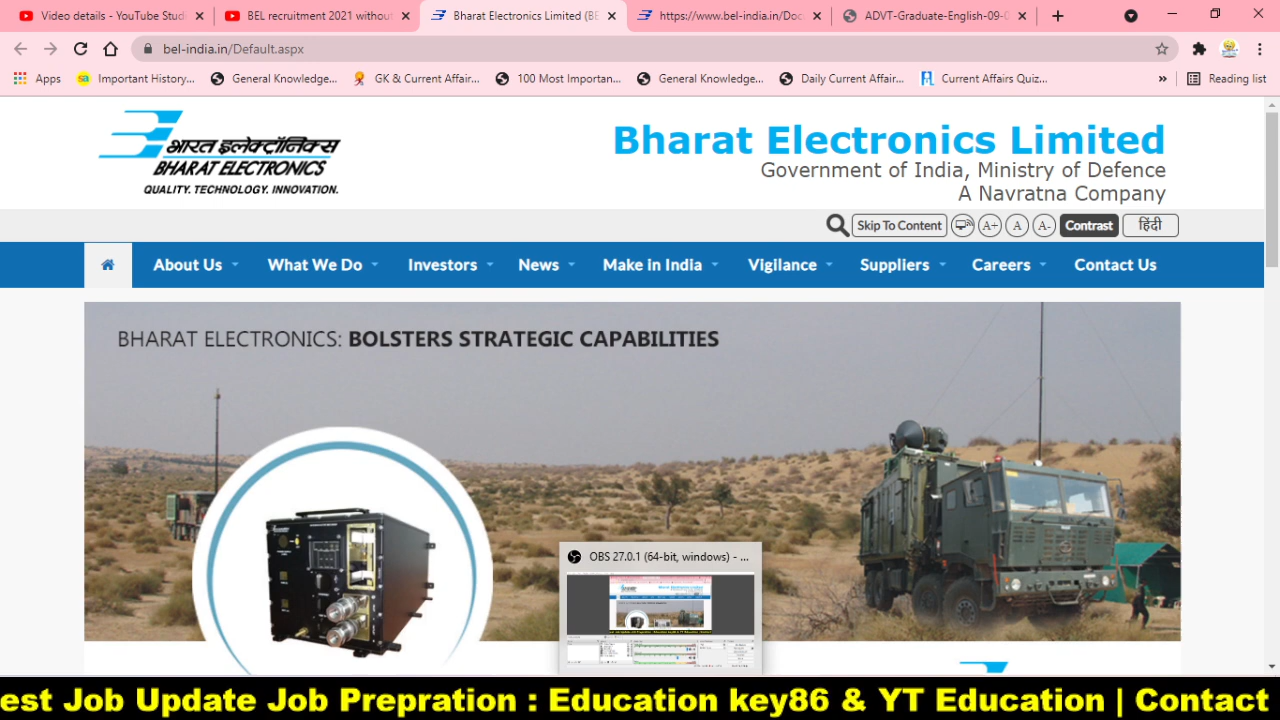 Video details - YouTube Stud
BEL recruitment 2021 without
Bharat Electronics Limited (BE
https://www.bel-india.in/Doc
ADVT-Graduate-English-09-0
bel-india.in/Default.aspx
Apps
Important History...
General Knowledge...
GK & Current Affair...
100 Most Importan...
General Knowledge...
Daily Current Affair...
Current Affairs Quiz...
»
Reading list
भारत इलेक्ट्रॉनिक्स
BHARAT ELECTRONICS
QUALITY. TECHNOLOGY. INNOVATION.
Bharat Electronics Limited
Government of India, Ministry of Defence
A Navratna Company
Skip To Content
A+
A
A-
Contrast
हिंदी
About Us
What We Do
Investors
News
Make in India
Vigilance
Suppliers
Careers
Contact Us
BHARAT ELECTRONICS: BOLSTERS STRATEGIC CAPABILITIES
OBS 27.0.1 (64-bit, windows) - ...
est Job Update Job Prepration : Education key86 & YT Education | Contact